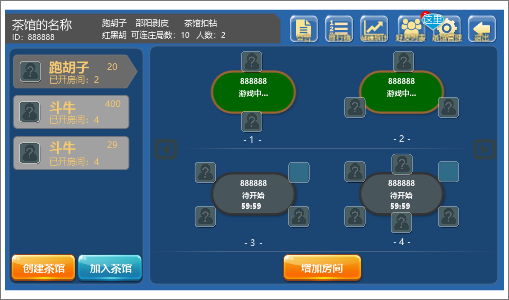 茶馆的名称
ID: 888888
跑胡子 邵阳剥皮 茶馆扣钻
红黑胡 可连庄局数: 10 人数: 2
这里
跑胡子 20
已开房间: 2
斗牛 400
已开房间: 4
斗牛 29
已开房间: 4
创建茶馆 加入茶馆
888888
游戏中...
- 1 -
888888
游戏中...
- 2 -
888888
待开始
59:59
- 3 -
888888
待开始
59:59
- 4 -
增加房间